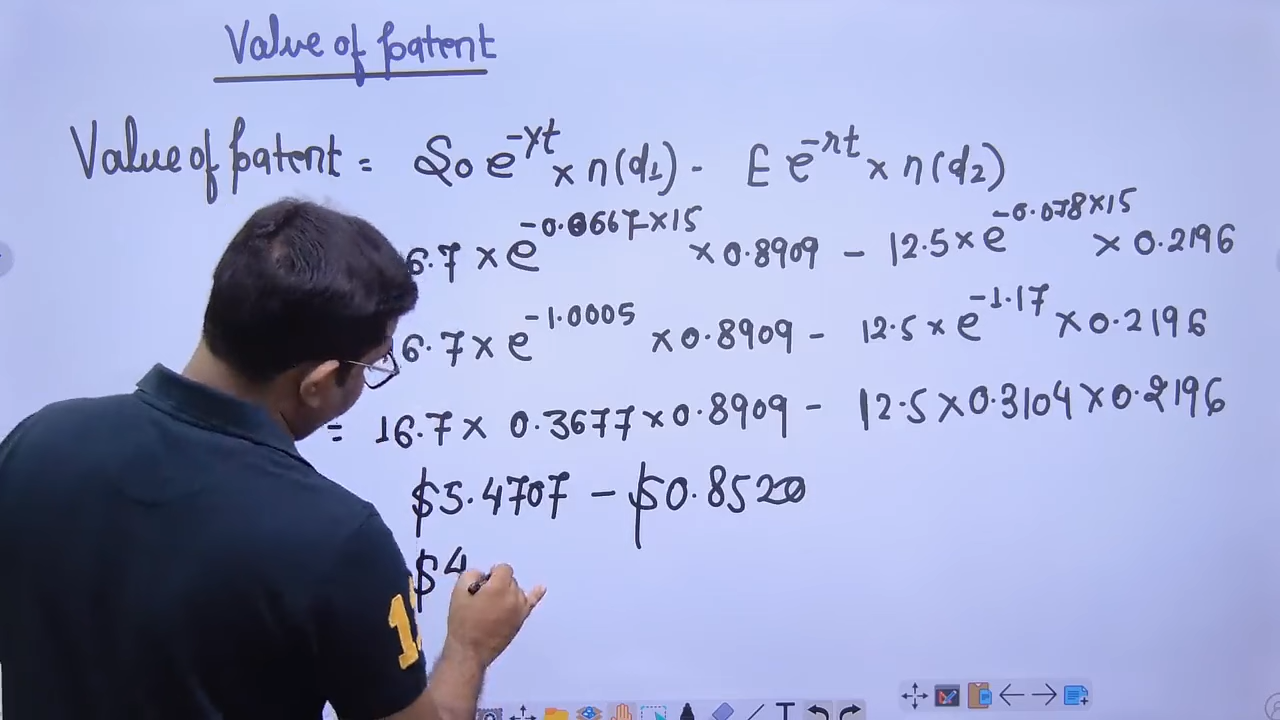 Value of patent
Value of patent = S₀ e^-yt × n(d₁) - E e^-rt × n(d₂)
6.7 × e^-0.0667×15 × 0.8909 - 12.5 × e^-0.078×15 × 0.2196
6.7 × e^-1.0005 × 0.8909 - 12.5 × e^-1.17 × 0.2196
= 16.7 × 0.3677 × 0.8909 - 12.5 × 0.3104 × 0.2196
$5.4707 - $0.8520
$4
1